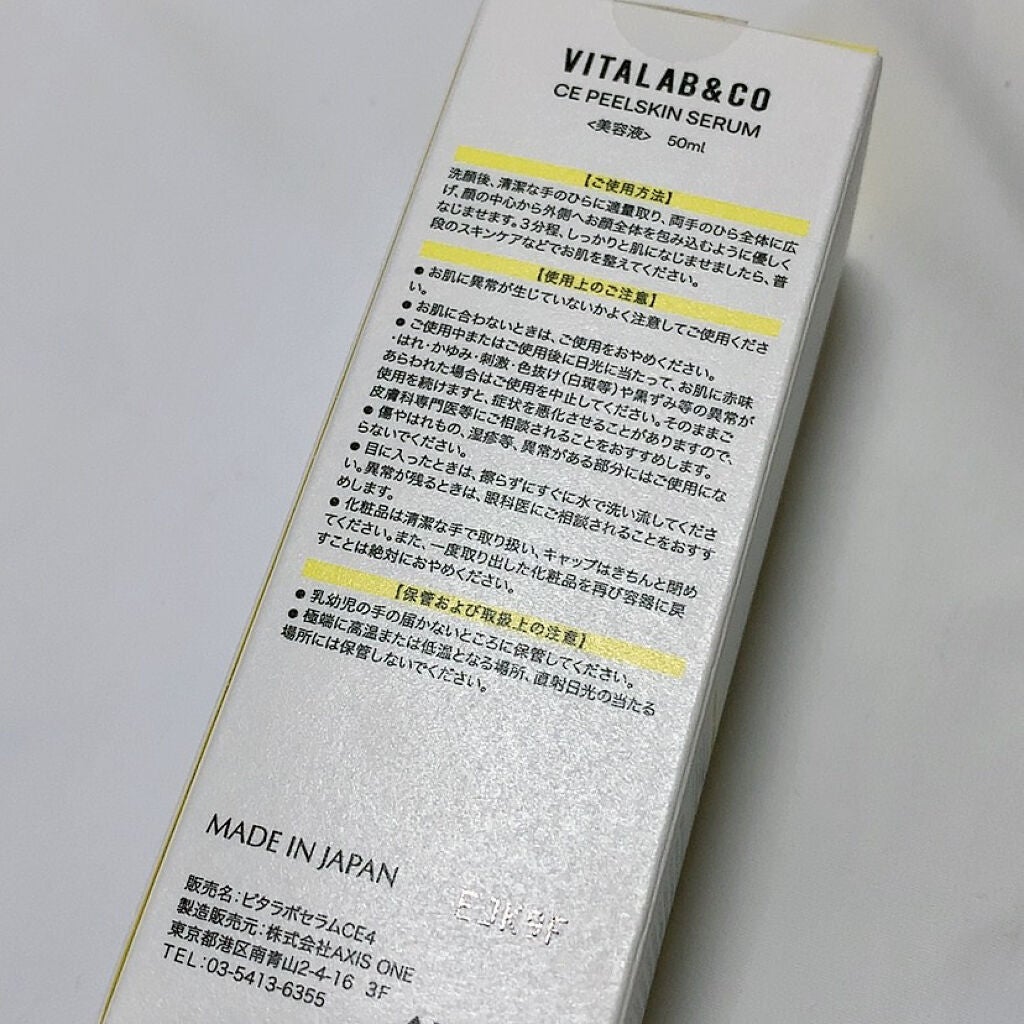 VITALAB&CO
CE PEELSKIN SERUM
<美容液> 50ml
【ご使用方法】
洗顔後、清潔な手のひらに適量取り、両手のひら全体に広
げ、顔の中心から外側へお顔全体を包み込むように優しく
なじませます。3分程、しっかりと肌になじませましたら、普
段のスキンケアなどでお肌を整えてください。
【使用上のご注意】
● お肌に異常が生じていないかよく注意してご使用くださ
い。
● お肌に合わないときは、ご使用をおやめください。
● ご使用中またはご使用後に日光に当たって、お肌に赤味
・はれ・かゆみ・刺激・色抜け(白斑等)や黒ずみ等の異常が
あらわれた場合はご使用を中止してください。そのままご
使用を続けますと、症状を悪化させることがありますので、
皮膚科専門医等にご相談されることをおすすめします。
● 傷やはれもの、湿疹等、異常がある部分にはご使用にな
らないでください。
● 目に入ったときは、擦らずにすぐに水で洗い流してくださ
い。異常が残るときは、眼科医にご相談されることをおすす
めします。
● 化粧品は清潔な手で取り扱い、キャップはきちんと閉め
てください。また、一度取り出した化粧品を再び容器に戻
すことは絶対におやめください。
【保管および取扱上の注意】
● 乳幼児の手の届かないところに保管してください。
● 極端に高温または低温となる場所、直射日光の当たる
場所には保管しないでください。
MADE IN JAPAN
販売名:ビタラボセラムCE4
製造販売元:株式会社AXIS ONE
東京都港区南青山2-4-16 3F
TEL:03-5413-6355